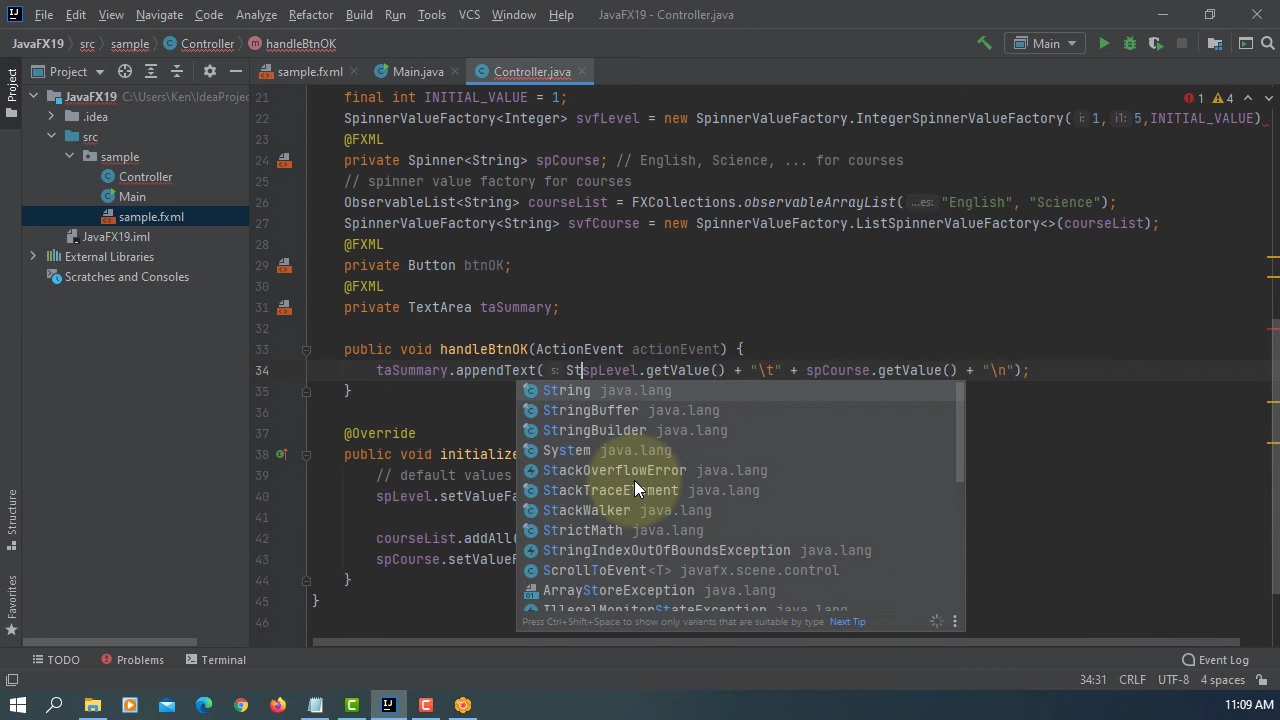 File Edit View Navigate Code Analyze Refactor Build Run Tools VCS Window Help JavaFX19 - Controller.java
JavaFX19 src sample Controller handleBtnOK Main
Project sample.fxml Main.java Controller.java
Project
JavaFX19 C:\Users\Ken\IdeaProjec
.idea
src
sample
Controller
Main
sample.fxml
JavaFX19.iml
External Libraries
Scratches and Consoles
1 4
21 final int INITIAL_VALUE = 1;
22 SpinnerValueFactory<Integer> svfLevel = new SpinnerValueFactory.IntegerSpinnerValueFactory( i: 1, i1: 5,INITIAL_VALUE)
23 @FXML
24 private Spinner<String> spCourse; // English, Science, ... for courses
25 // spinner value factory for courses
26 ObservableList<String> courseList = FXCollections.observableArrayList( ...es: "English", "Science");
27 SpinnerValueFactory<String> svfCourse = new SpinnerValueFactory.ListSpinnerValueFactory<>(courseList);
28 @FXML
29 private Button btnOK;
30 @FXML
31 private TextArea taSummary;
32
33 public void handleBtnOK(ActionEvent actionEvent) {
34 taSummary.appendText( s: StspLevel.getValue() + "\t" + spCourse.getValue() + "\n");
35 }
36
37 @Override
38 public void initialize
39 // default values
40 spLevel.setValueFa
41
42 courseList.addAll(
43 spCourse.setValueF
44 }
45 }
46
String java.lang
StringBuffer java.lang
StringBuilder java.lang
System java.lang
StackOverflowError java.lang
StackTraceElement java.lang
StackWalker java.lang
StrictMath java.lang
StringIndexOutOfBoundsException java.lang
ScrollToEvent<T> javafx.scene.control
ArrayStoreException java.lang
IllegalMonitorStateException java.lang
Press Ctrl+Shift+Space to show only variants that are suitable by type Next Tip
Structure
Favorites
TODO Problems Terminal Event Log
34:31 CRLF UTF-8 4 spaces
11:09 AM